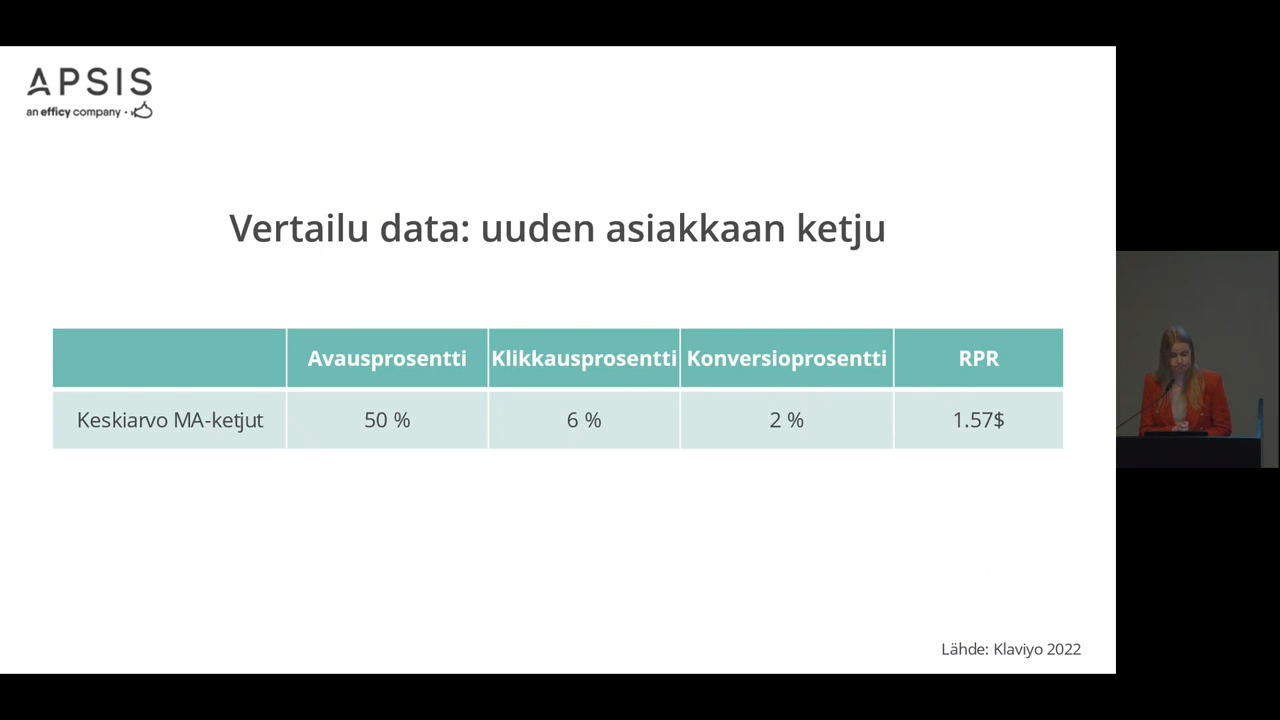 APSIS
an efficy company
Vertailu data: uuden asiakkaan ketju
Avausprosentti Klikkausprosentti Konversioprosentti RPR
Keskiarvo MA-ketjut 50 % 6 % 2 % 1.57$
Lähde: Klaviyo 2022